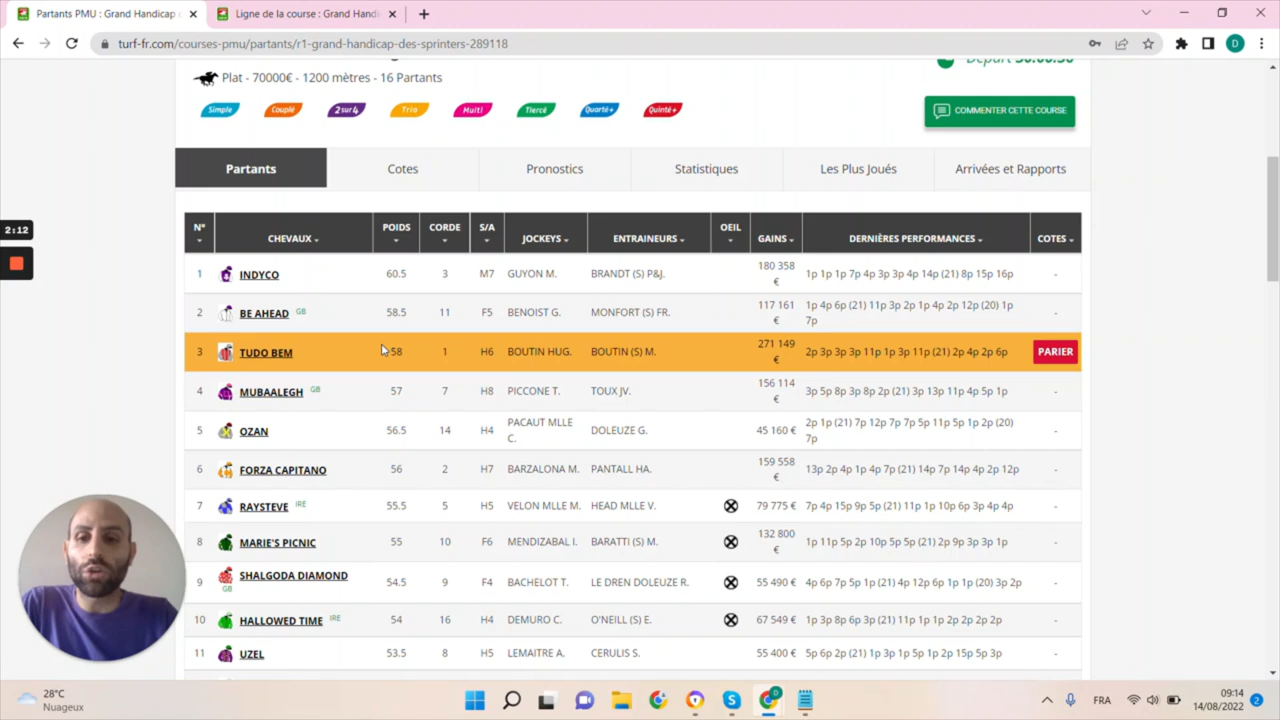 Partants PMU : Grand Handicap
Ligne de la course : Grand Handi
turf-fr.com/courses-pmu/partants/r1-grand-handicap-des-sprinters-289118
D
Plat - 70000€ - 1200 mètres - 16 Partants
Départ
Simple Couplé 2sur4 Trio Multi Tiercé Quarté+ Quinté+
COMMENTER CETTE COURSE
Partants Cotes Pronostics Statistiques Les Plus Joués Arrivées et Rapports
2:12
N° CHEVAUX POIDS CORDE S/A JOCKEYS ENTRAINEURS OEIL GAINS DERNIÈRES PERFORMANCES COTES
1 INDYCO 60.5 3 M7 GUYON M. BRANDT (S) P&J. 180 358 € 1p 1p 1p 7p 4p 3p 3p 4p 14p (21) 8p 15p 16p -
2 BE AHEAD GB 58.5 11 F5 BENOIST G. MONFORT (S) FR. 117 161 € 1p 4p 6p (21) 11p 3p 2p 1p 4p 2p 12p (20) 1p 7p -
3 TUDO BEM 58 1 H6 BOUTIN HUG. BOUTIN (S) M. 271 149 € 2p 3p 3p 3p 11p 1p 3p 11p (21) 2p 4p 2p 6p PARIER
4 MUBAALEGH GB 57 7 H8 PICCONE T. TOUX JV. 156 114 € 3p 5p 8p 3p 8p 2p (21) 3p 13p 11p 4p 5p 1p -
5 OZAN 56.5 14 H4 PACAUT MLLE C. DOLEUZE G. 45 160 € 2p 1p (21) 7p 12p 7p 7p 5p 11p 5p 1p 2p (20) 7p -
6 FORZA CAPITANO 56 2 H7 BARZALONA M. PANTALL HA. 159 558 € 13p 2p 4p 1p 4p 7p (21) 14p 7p 14p 4p 2p 12p -
7 RAYSTEVE IRE 55.5 5 H5 VELON MLLE M. HEAD MLLE V. 79 775 € 7p 4p 15p 9p 5p (21) 11p 1p 10p 6p 3p 4p 4p -
8 MARIE'S PICNIC 55 10 F6 MENDIZABAL I. BARATTI (S) M. 132 800 € 1p 11p 5p 2p 10p 5p 5p (21) 2p 9p 3p 3p 1p -
9 SHALGODA DIAMOND GB 54.5 9 F4 BACHELOT T. LE DREN DOLEUZE R. 55 490 € 4p 6p 7p 5p 1p (21) 4p 12p 6p 1p 1p (20) 3p 2p -
10 HALLOWED TIME IRE 54 16 H4 DEMURO C. O'NEILL (S) E. 67 549 € 1p 3p 8p 6p 3p (21) 11p 1p 1p 2p 2p 2p 2p -
11 UZEL 53.5 8 H5 LEMAITRE A. CERULIS S. 55 400 € 5p 6p 2p (21) 1p 3p 1p 5p 1p 2p 15p 5p 3p -
28°C
Nuageux
D
FRA
09:14
14/08/2022
2